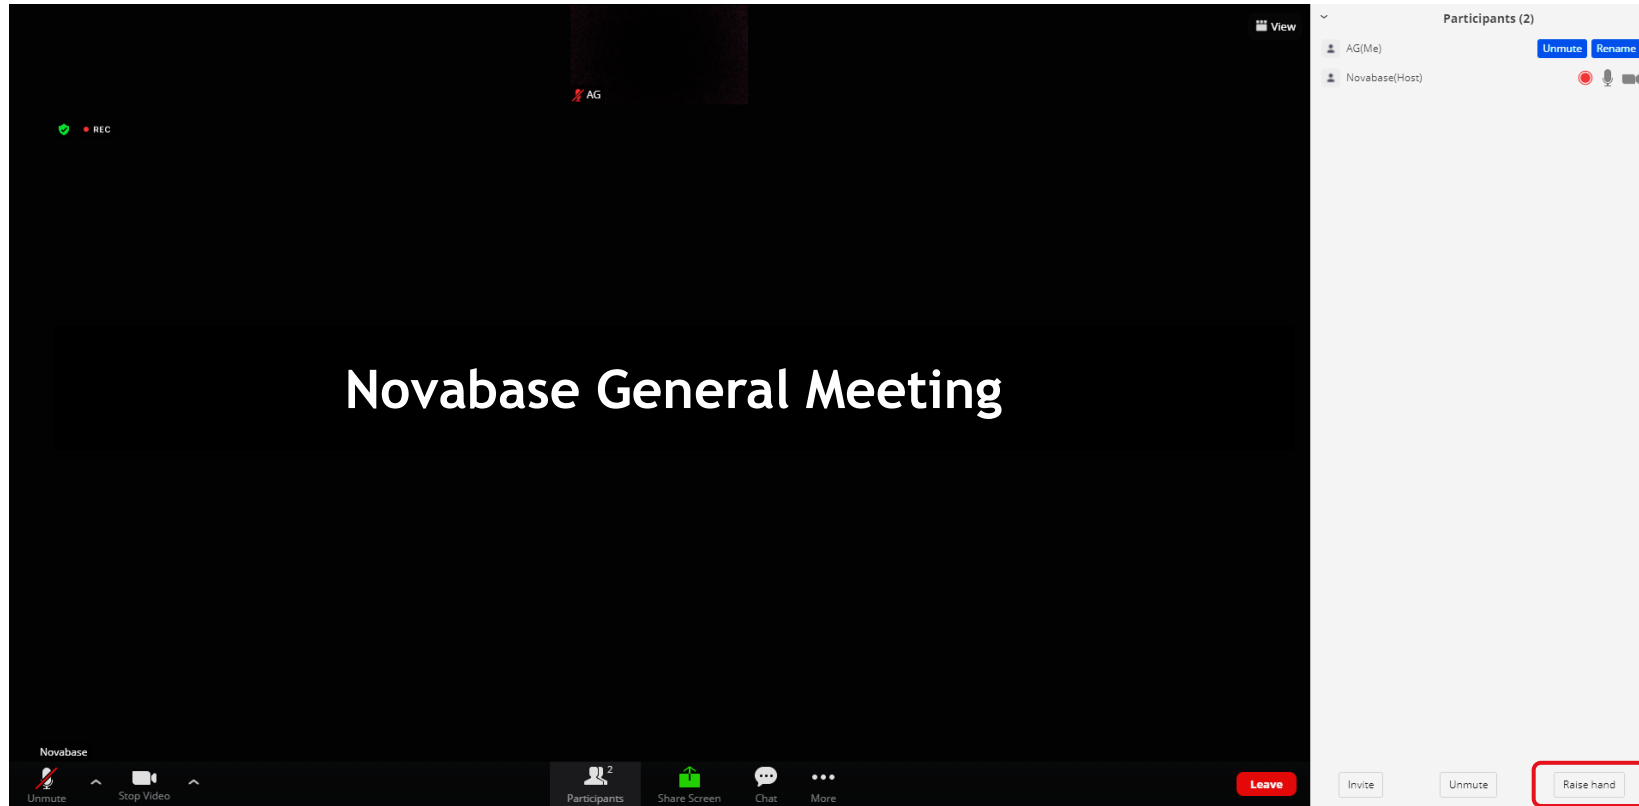 View
Participants (2)
AG(Me)
Unmute
Rename
Novabase(Host)
AG
REC
Novabase General Meeting
Novabase
Unmute
Stop Video
Participants
2
Share Screen
Chat
More
Leave
Invite
Unmute
Raise hand